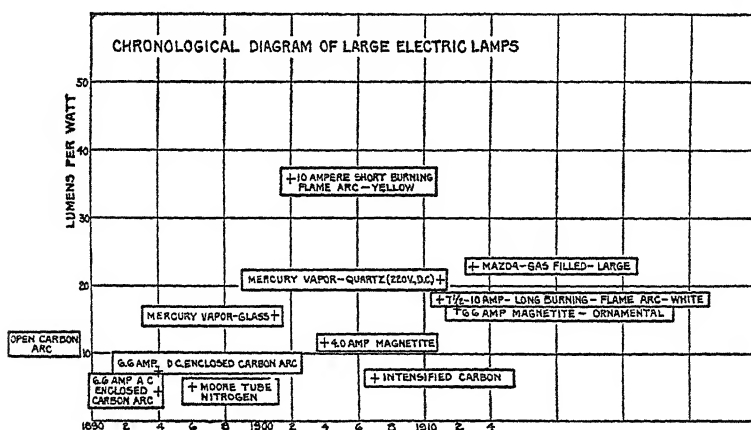 CHRONOLOGICAL DIAGRAM OF LARGE ELECTRIC LAMPS
LUMENS PER WATT
50
40
+10 AMPERE SHORT BURNING
FLAME ARC-YELLOW
30
+ MAZDA-GAS FILLED-LARGE
MERCURY VAPOR-QUARTZ(220V,D.C) +
20
+7½-10 AMP-LONG BURNING-FLAME ARC-WHITE
MERCURY VAPOR-GLASS +
+6.6 AMP MAGNETITE - ORNAMENTAL
OPEN CARBON
ARC
+4.0 AMP MAGNETITE
10
6.6 AMP. D.C. ENCLOSED CARBON ARC
6.6 AMP A C
ENCLOSED
CARBON ARC +
+ MOORE TUBE
NITROGEN
+ INTENSIFIED CARBON
1890 2 4 6 8 1900 2 4 6 8 1910 2 4